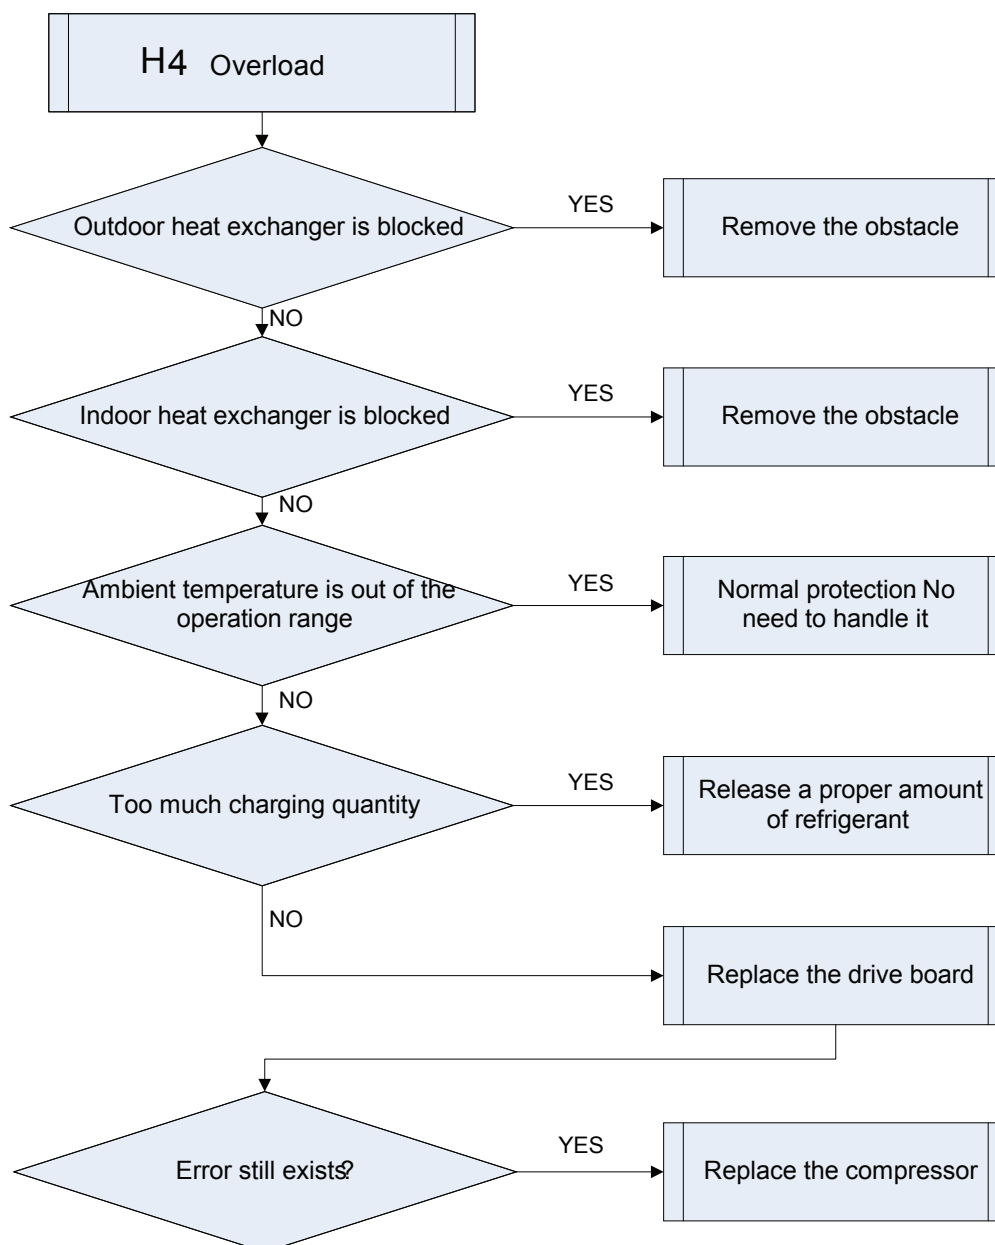 H4 Overload
Outdoor heat exchanger is blocked
YES
Remove the obstacle
NO
Indoor heat exchanger is blocked
YES
Remove the obstacle
NO
Ambient temperature is out of the
operation range
YES
Normal protection. No
need to handle it
NO
Too much charging quantity
YES
Release a proper amount
of refrigerant
NO
Replace the drive board
Error still exists?
YES
Replace the compressor